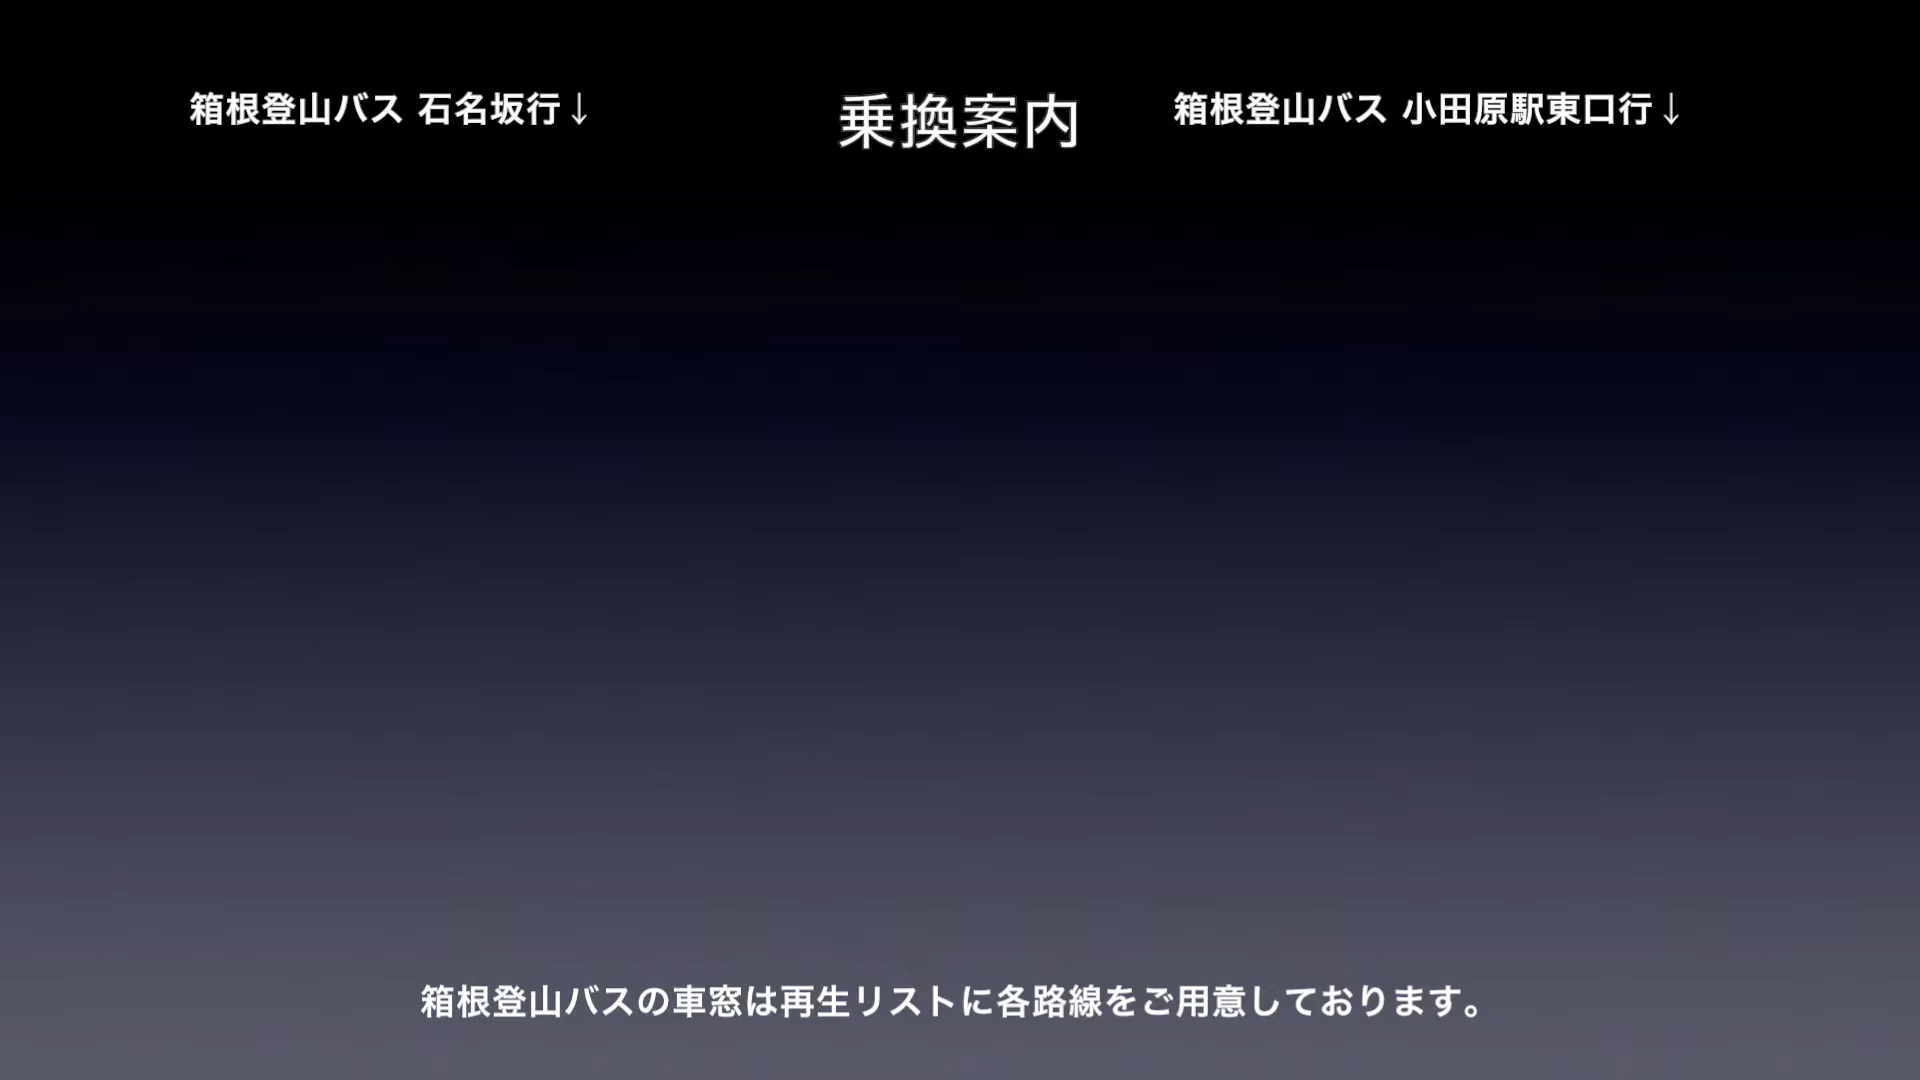 箱根登山バス 石名坂行↓
乗換案内
箱根登山バス 小田原駅東口行↓
箱根登山バスの車窓は再生リストに各路線をご用意しております。